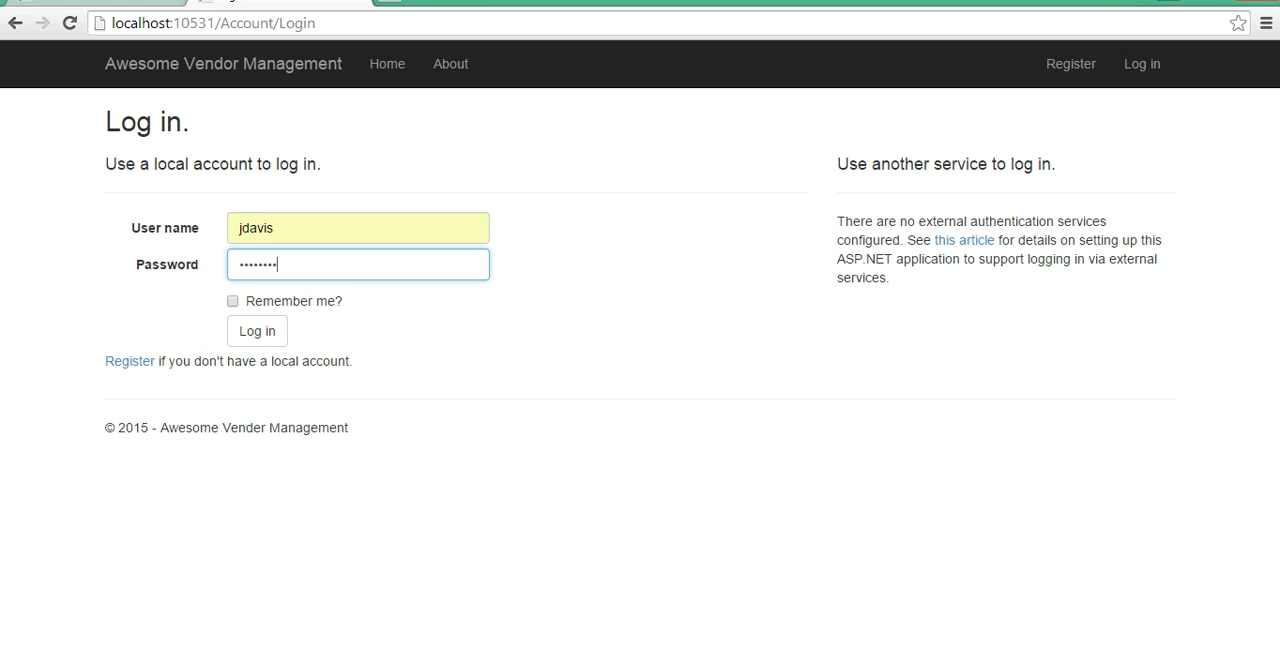 localhost:10531/Account/Login
Awesome Vendor Management Home About Register Log in
Log in.
Use a local account to log in.
User name jdavis
Password ••••••••
Remember me?
Log in
Register if you don't have a local account.
Use another service to log in.
There are no external authentication services
configured. See this article for details on setting up this
ASP.NET application to support logging in via external
services.
© 2015 - Awesome Vender Management